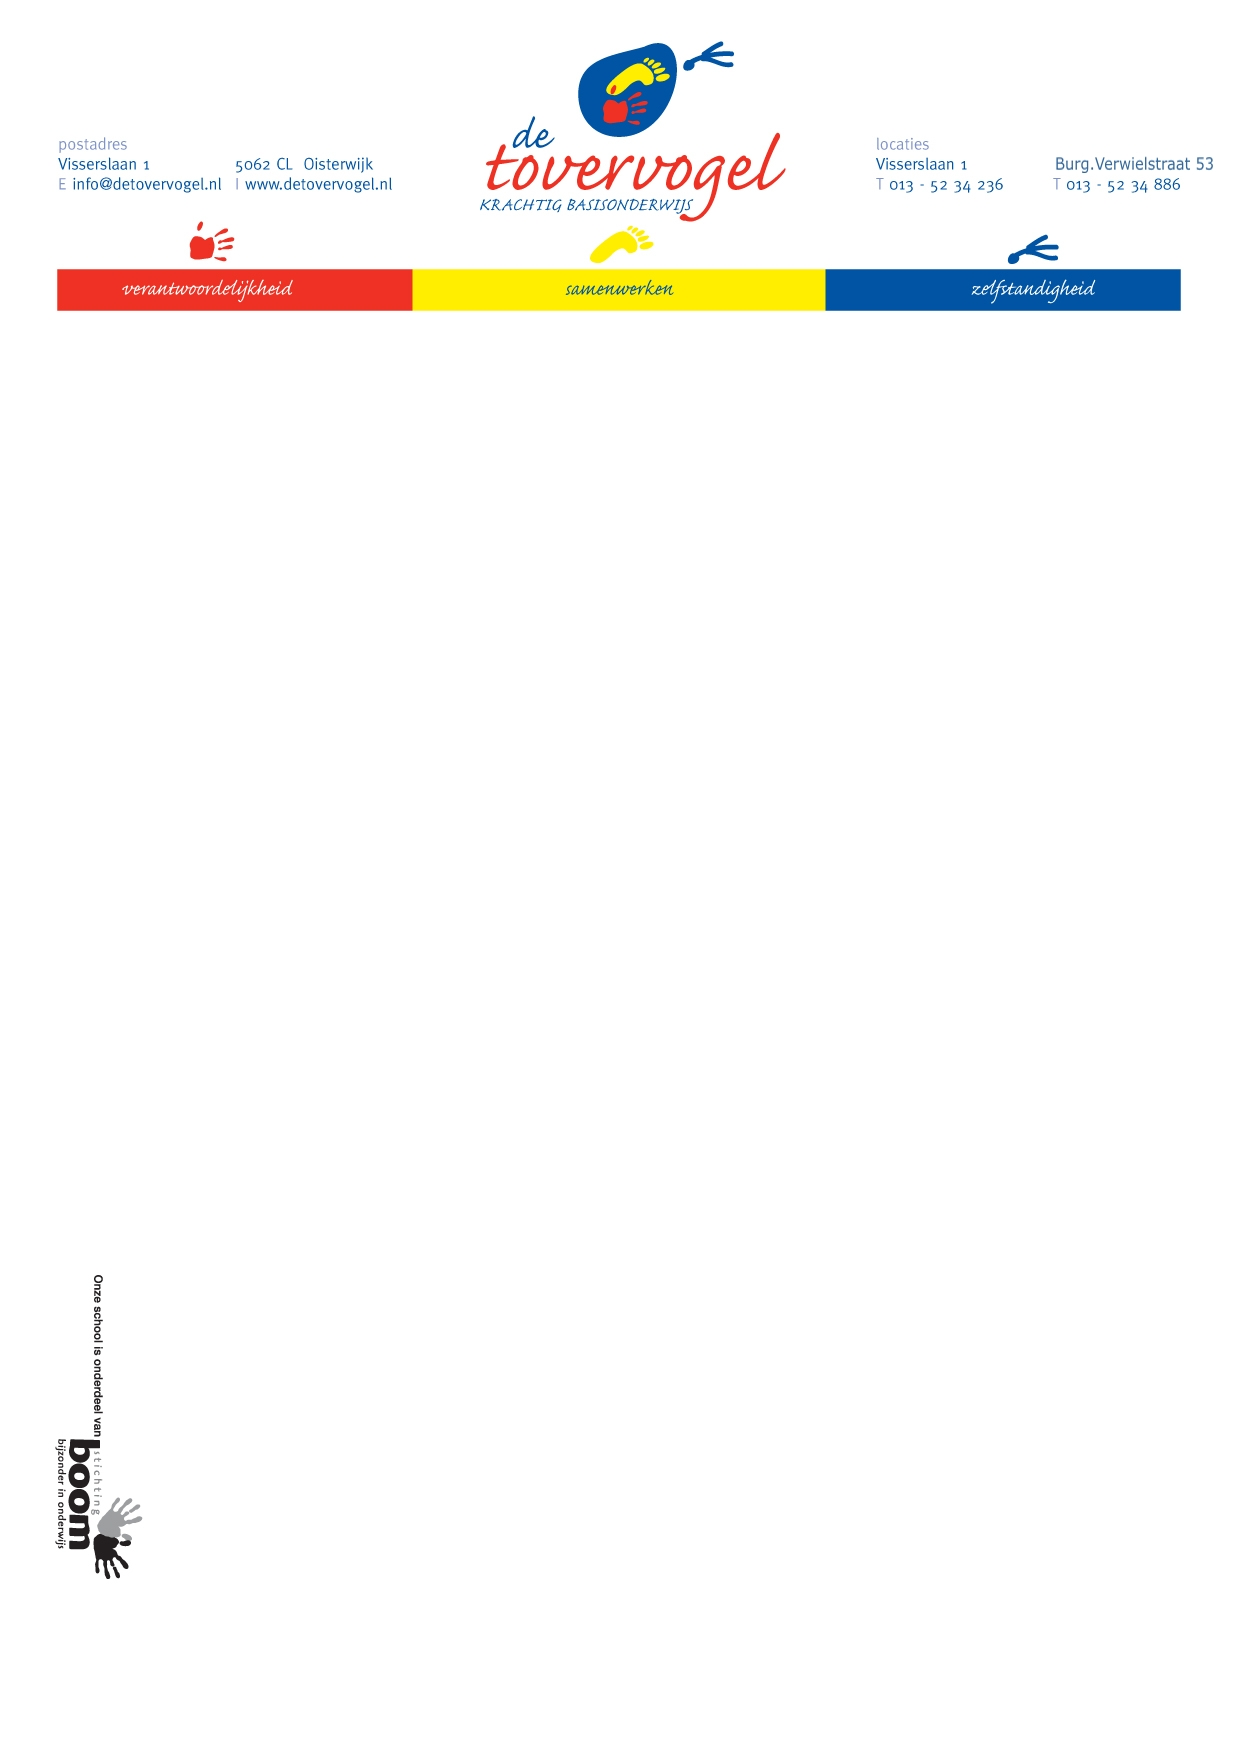 postadres
Visserslaan 1
5062 CL Oisterwijk
E info@detovervogel.nl
I www.detovervogel.nl
de
tovervogel
KRACHTIG BASISONDERWIJS
locaties
Visserslaan 1
Burg.Verwielstraat 53
T 013 - 52 34 236
T 013 - 52 34 886
verantwoordelijkheid
samenwerken
zelfstandigheid
Onze school is onderdeel van
stichting
boom
bijzonder in onderwijs